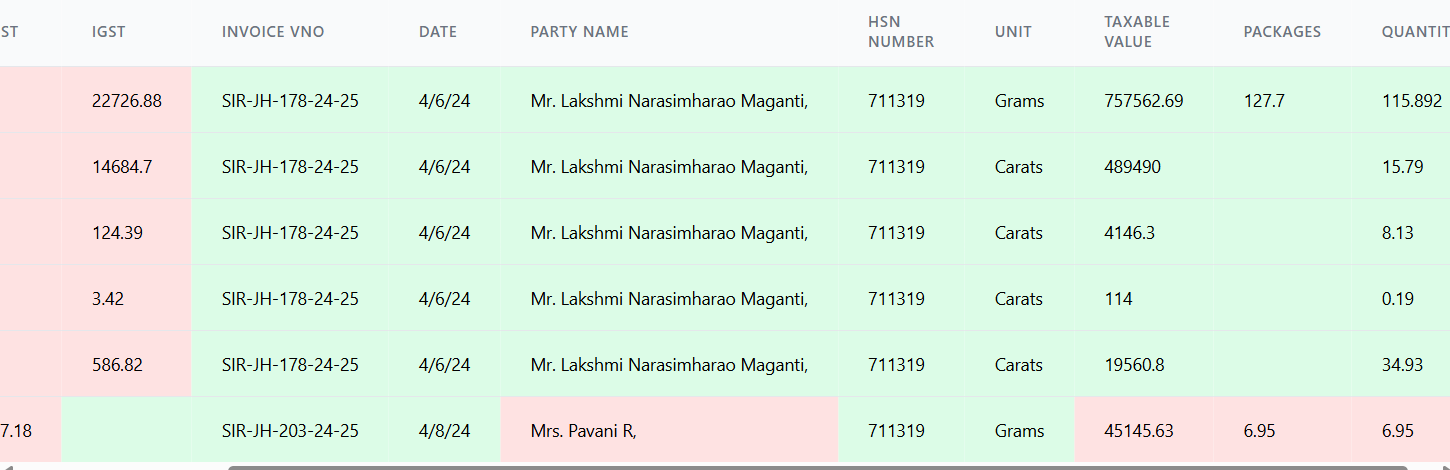 ST IGST INVOICE VNO DATE PARTY NAME HSN NUMBER UNIT TAXABLE VALUE PACKAGES QUANTIT
22726.88 SIR-JH-178-24-25 4/6/24 Mr. Lakshmi Narasimharao Maganti, 711319 Grams 757562.69 127.7 115.892
14684.7 SIR-JH-178-24-25 4/6/24 Mr. Lakshmi Narasimharao Maganti, 711319 Carats 489490 15.79
124.39 SIR-JH-178-24-25 4/6/24 Mr. Lakshmi Narasimharao Maganti, 711319 Carats 4146.3 8.13
3.42 SIR-JH-178-24-25 4/6/24 Mr. Lakshmi Narasimharao Maganti, 711319 Carats 114 0.19
586.82 SIR-JH-178-24-25 4/6/24 Mr. Lakshmi Narasimharao Maganti, 711319 Carats 19560.8 34.93
7.18 SIR-JH-203-24-25 4/8/24 Mrs. Pavani R, 711319 Grams 45145.63 6.95 6.95